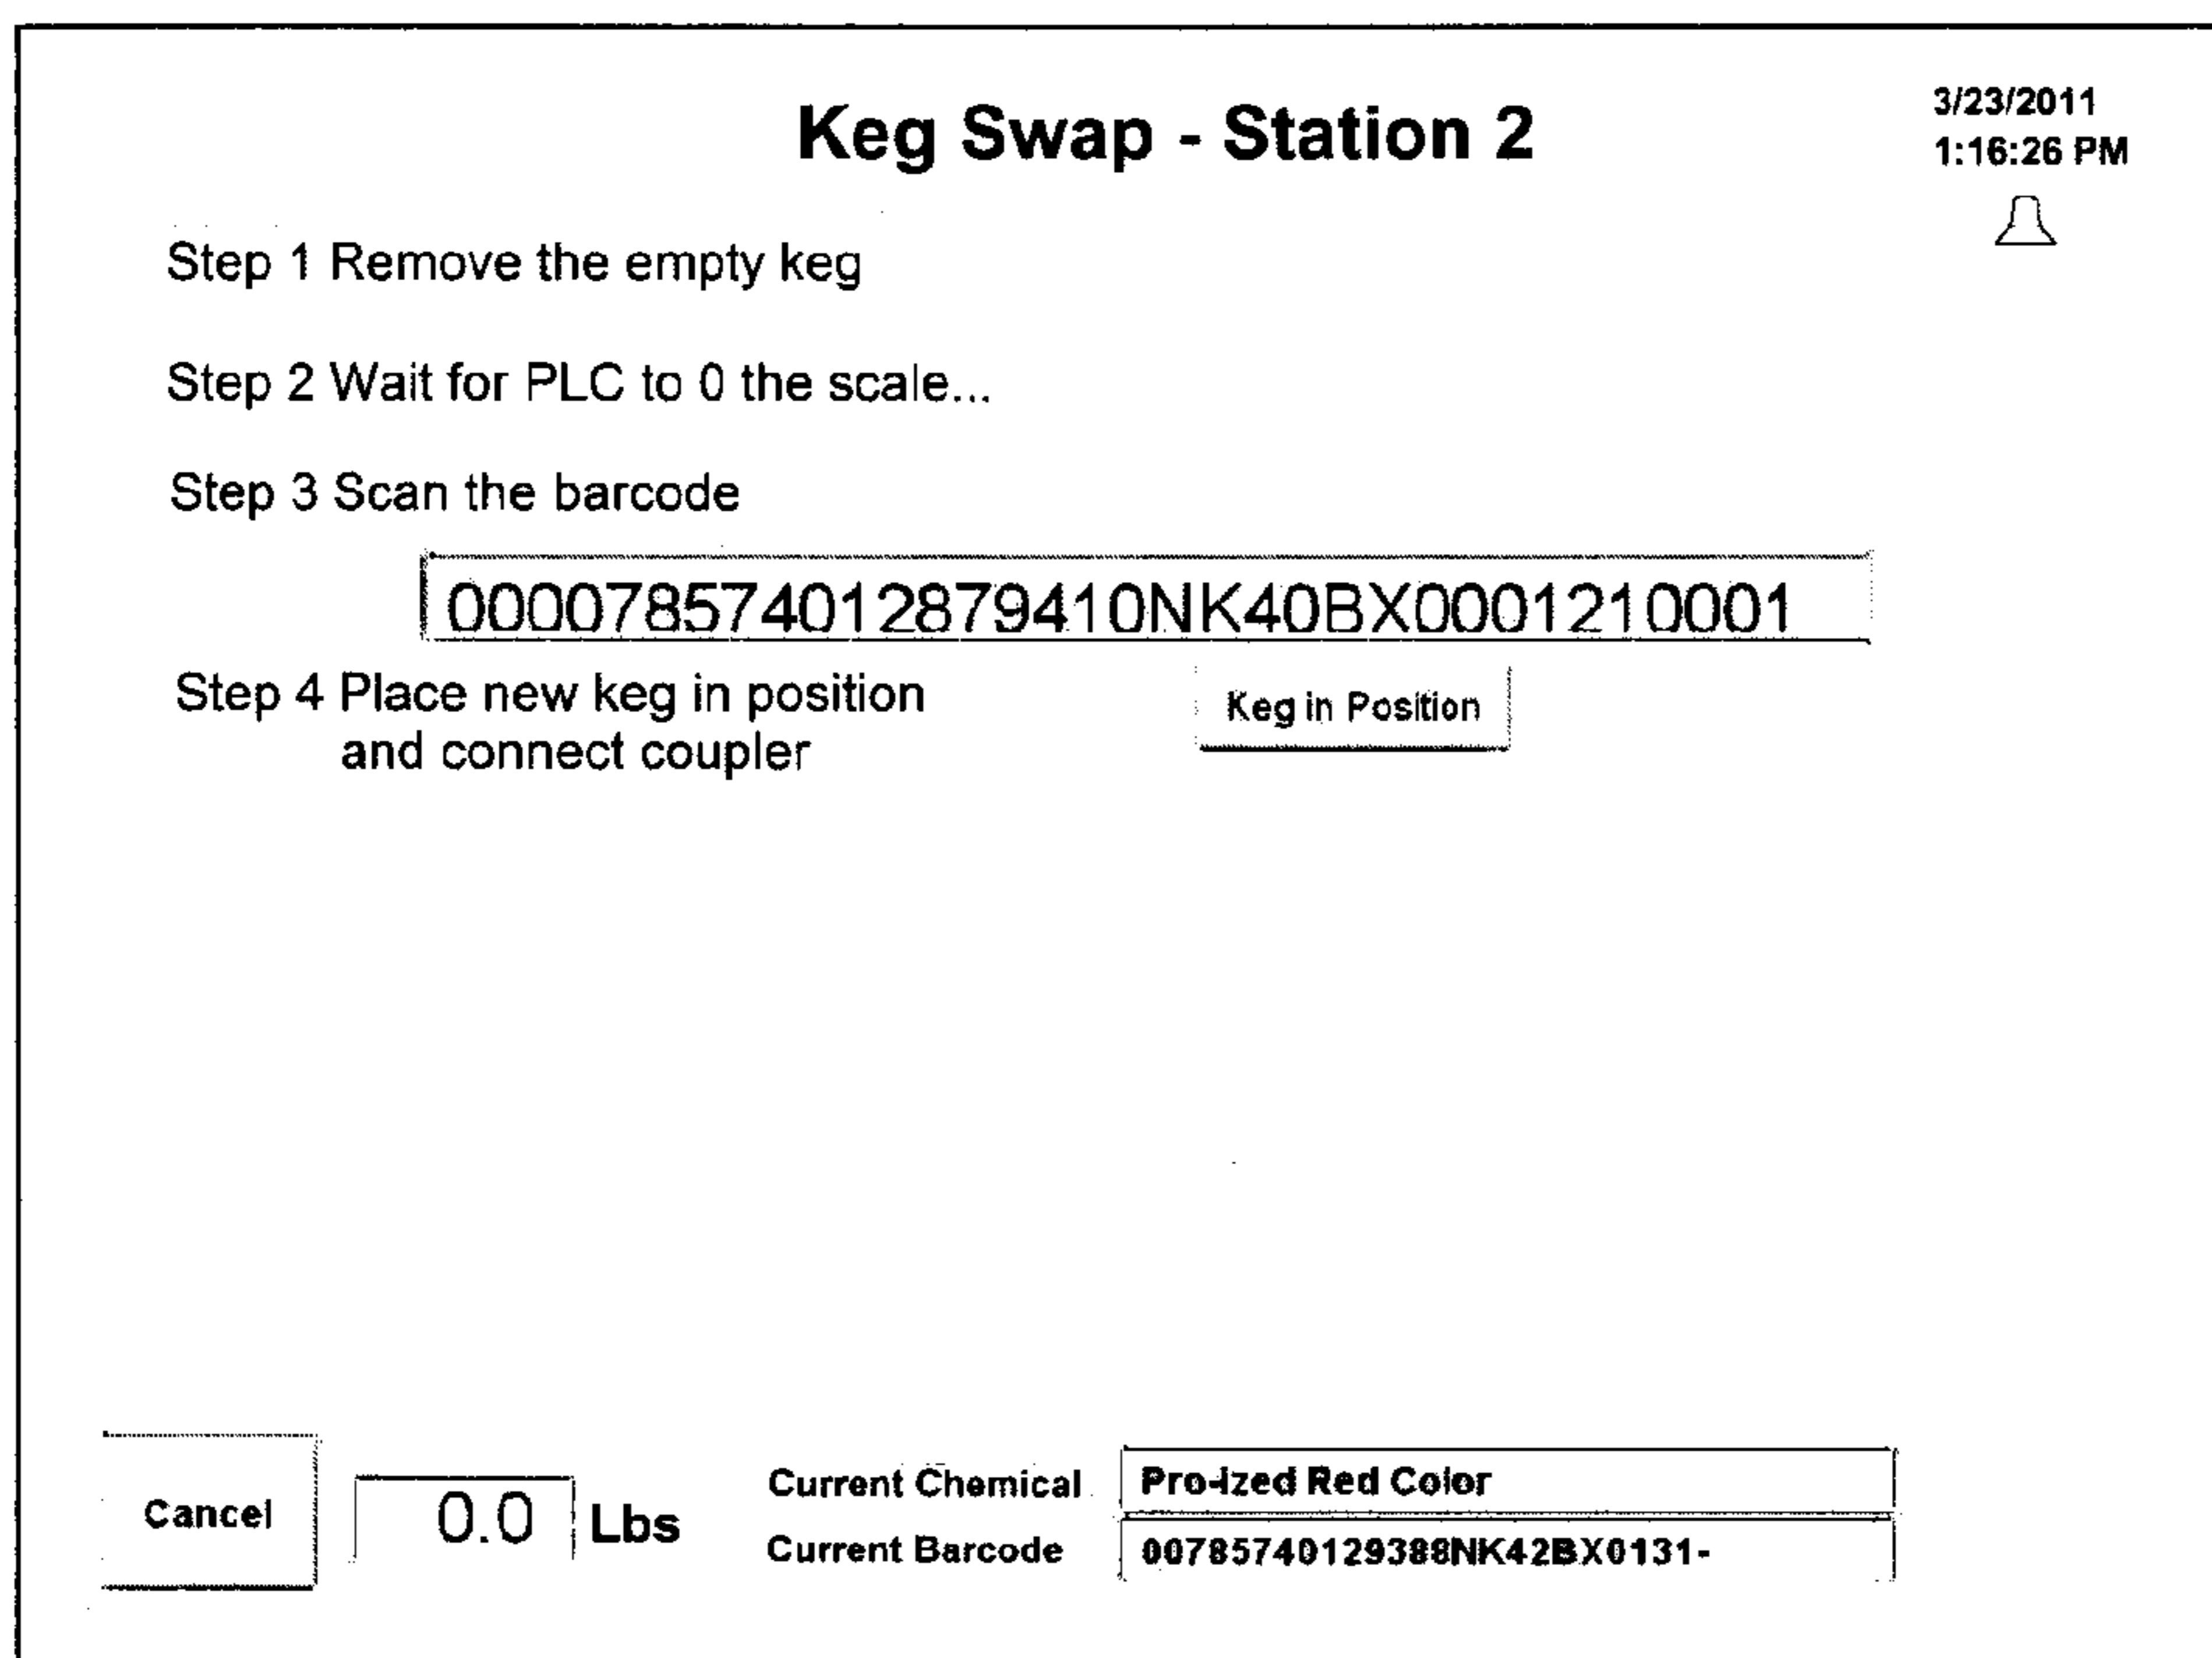 Keg Swap - Station 2
3/23/2011
1:16:26 PM
Step 1 Remove the empty keg
Step 2 Wait for PLC to 0 the scale...
Step 3 Scan the barcode
000078574012879410NK40BX0001210001
Step 4 Place new keg in position
and connect coupler
Keg in Position
Cancel
0.0 Lbs
Current Chemical
Pro-Ized Red Color
Current Barcode
00785740129388NK42BX0131-